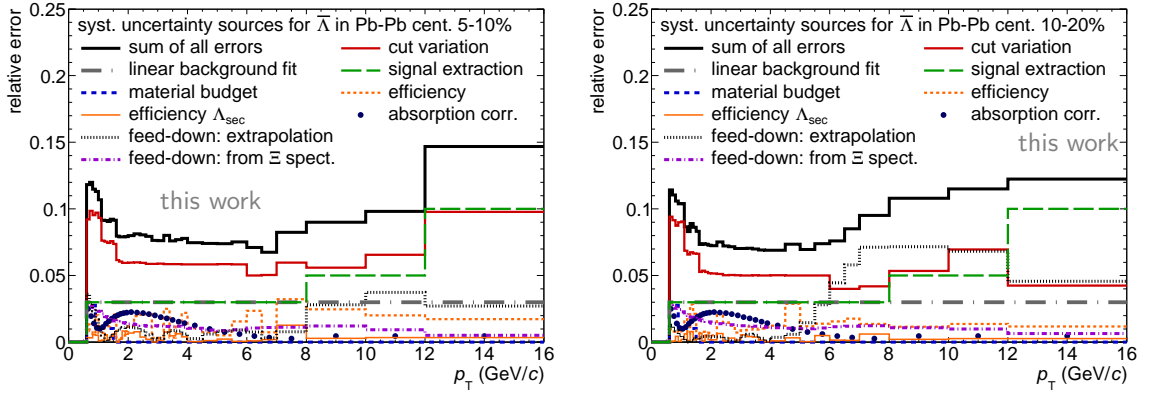 syst. uncertainty sources for Λ̅ in Pb-Pb cent. 5-10%
sum of all errors
cut variation
linear background fit
signal extraction
material budget
efficiency
efficiency Λsec
absorption corr.
feed-down: extrapolation
feed-down: from Ξ spect.
this work
relative error
0.25
0.2
0.15
0.1
0.05
0
0 2 4 6 8 10 12 14 16
pT (GeV/c)
syst. uncertainty sources for Λ̅ in Pb-Pb cent. 10-20%
sum of all errors
cut variation
linear background fit
signal extraction
material budget
efficiency
efficiency Λsec
absorption corr.
feed-down: extrapolation
feed-down: from Ξ spect.
this work
relative error
0.25
0.2
0.15
0.1
0.05
0
0 2 4 6 8 10 12 14 16
pT (GeV/c)